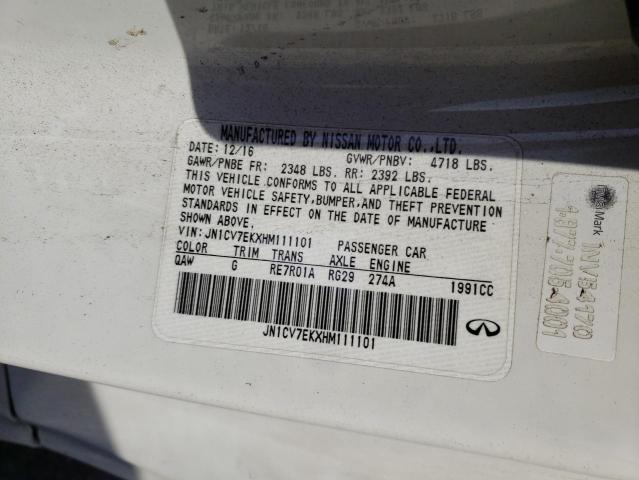 MANUFACTURED BY NISSAN MOTOR CO.,LTD.
DATE: 12/16 GVWR/PNBV: 4718 LBS.
GAWR/PNBE FR: 2348 LBS. RR: 2392 LBS.
THIS VEHICLE CONFORMS TO ALL APPLICABLE FEDERAL
MOTOR VEHICLE SAFETY, BUMPER, AND THEFT PREVENTION
STANDARDS IN EFFECT ON THE DATE OF MANUFACTURE
SHOWN ABOVE.
VIN: JN1CV7EKXHM111101 PASSENGER CAR
COLOR TRIM TRANS AXLE ENGINE
QAW G RE7R01A RG29 274A 1991CC
JN1CV7EKXHM111101
Mark